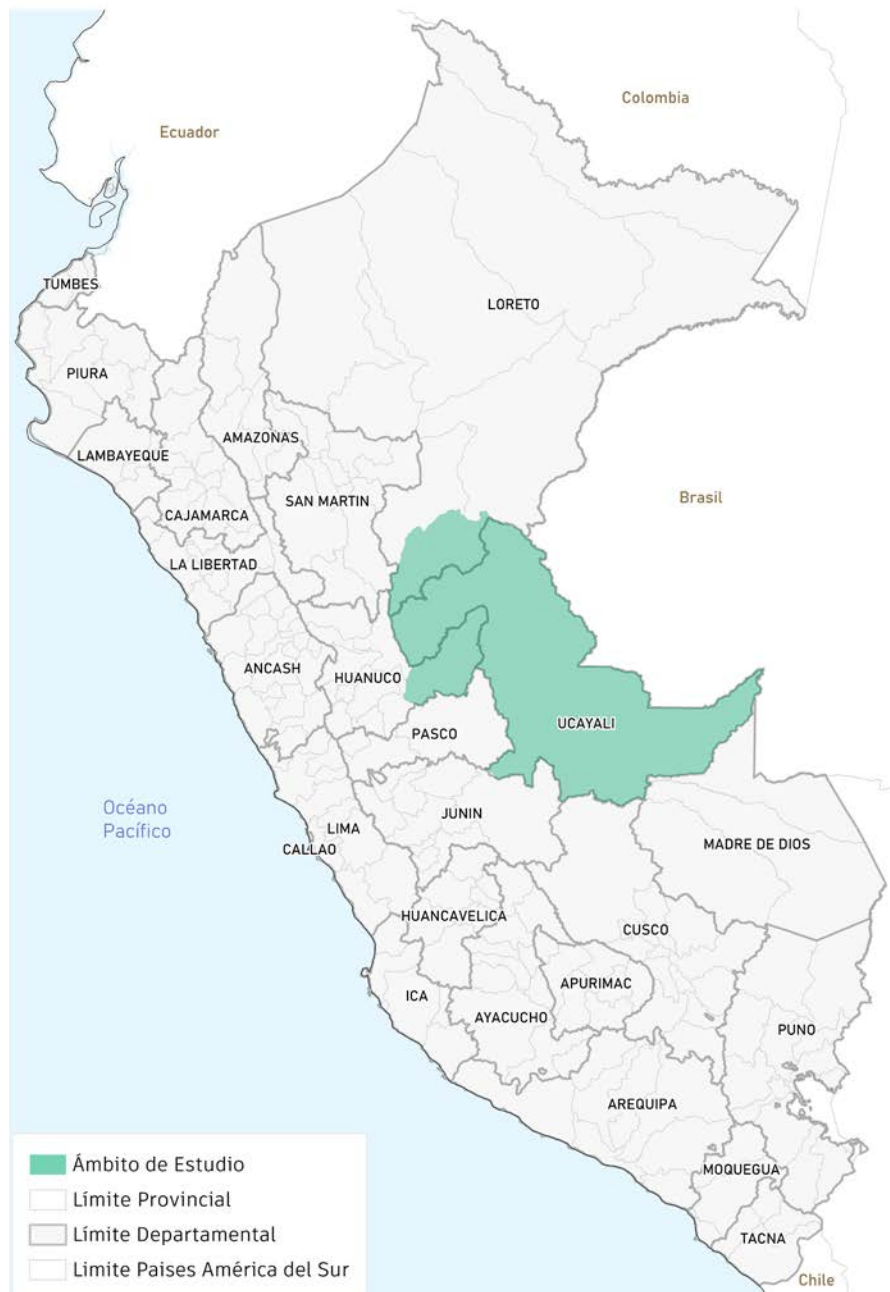 Colombia
Ecuador
TUMBES
LORETO
PIURA
AMAZONAS
LAMBAYEQUE
SAN MARTIN
Brasil
CAJAMARCA
LA LIBERTAD
ANCASH
HUANUCO
UCAYALI
PASCO
Océano
Pacífico
JUNIN
LIMA
CALLAO
MADRE DE DIOS
HUANCAVELICA
CUSCO
APURIMAC
ICA
AYACUCHO
PUNO
AREQUIPA
MOQUEGUA
TACNA
Chile
Ámbito de Estudio
Límite Provincial
Límite Departamental
Limite Paises América del Sur